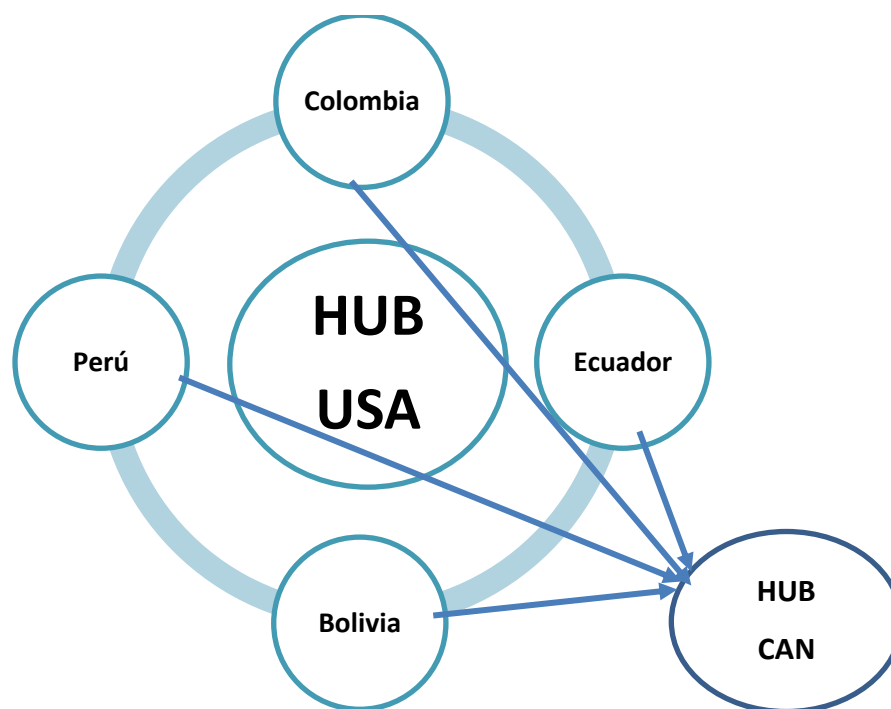 Colombia
HUB
USA
Perú
Ecuador
Bolivia
HUB
CAN